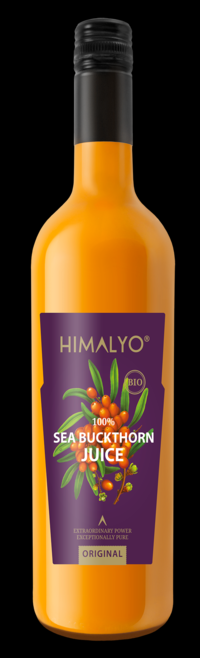 HIMALYO®
BIO
100%
SEA BUCKTHORN
JUICE
EXTRAORDINARY POWER
EXCEPTIONALLY PURE
ORIGINAL